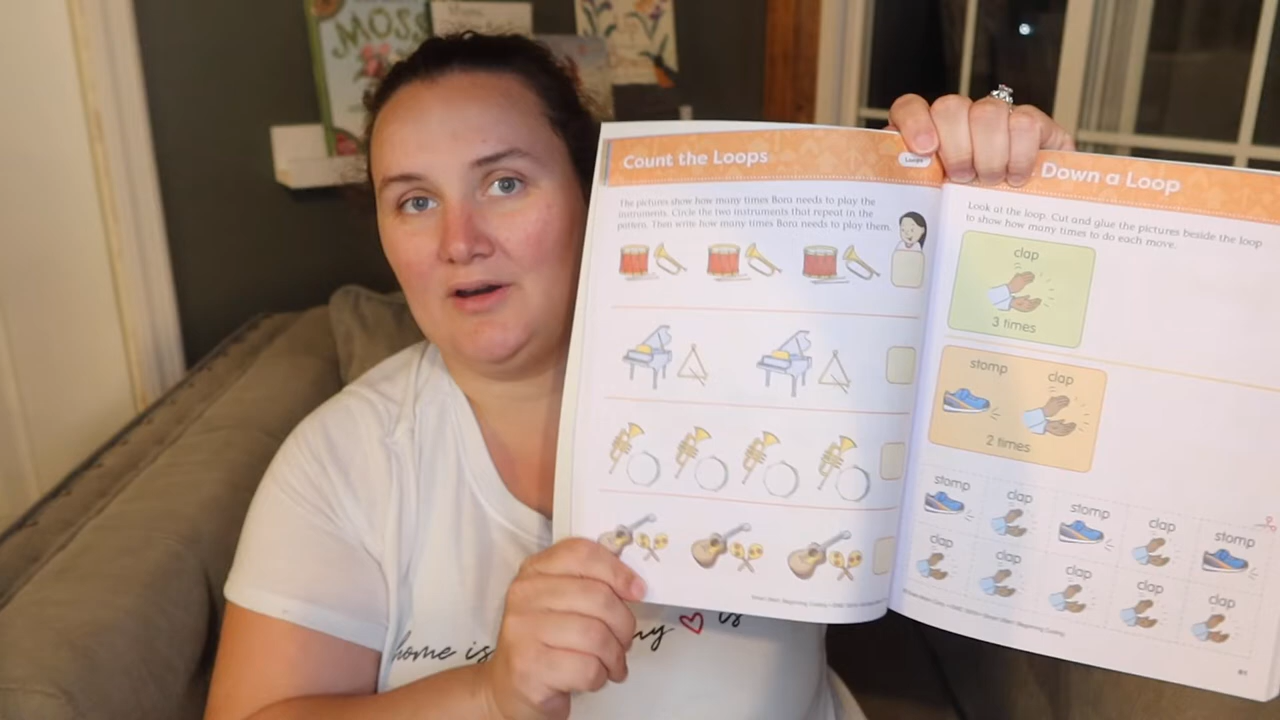 MOSS
Count the Loops
Loops
The pictures show how many times Bora needs to play the
instruments. Circle the two instruments that repeat in the
pattern. Then write how many times Bora needs to play them.
Down a Loop
Look at the loop. Cut and glue the pictures beside the loop
to show how many times to do each move.
clap
3 times
stomp clap
2 times
stomp clap stomp clap stomp
clap clap clap clap clap
home is my is